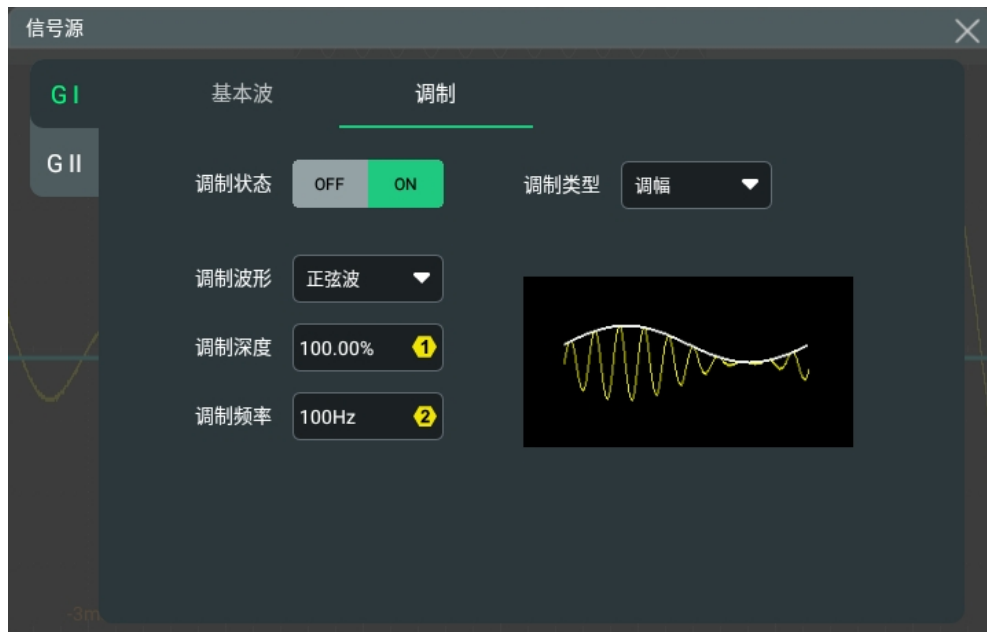 信号源
G I
基本波
调制
G II
调制状态
OFF
ON
调制类型
调幅
调制波形
正弦波
调制深度
100.00%
1
调制频率
100Hz
2
-3m